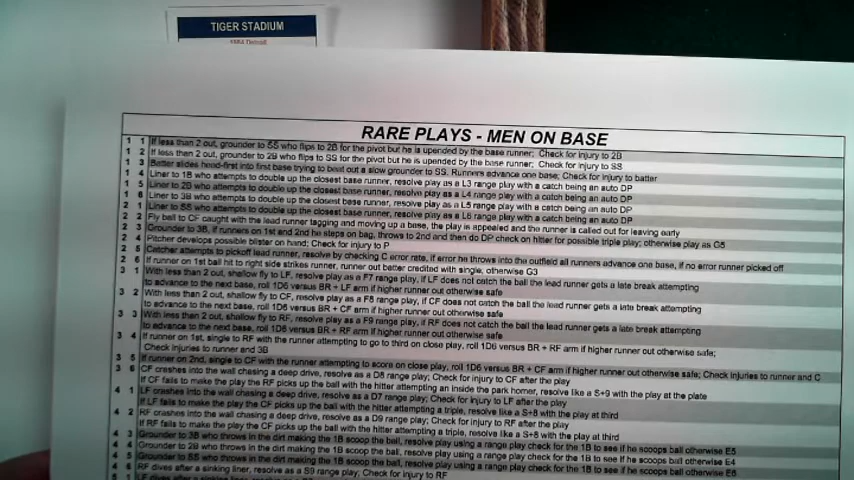 TIGER STADIUM
RARE PLAYS - MEN ON BASE
1 1 If less than 2 out, grounder to SS who flips to 2B for the pivot but he is upended by the base runner; Check for injury to 2B
1 2 If less than 2 out, grounder to 2B who flips to SS for the pivot but he is upended by the base runner; Check for injury to SS
1 3 Batter slides head-first into first base trying to beat out a slow grounder to SS. Runners advance one base; Check for injury to batter
1 4 Liner to 1B who attempts to double up the closest base runner, resolve play as a L3 range play with a catch being an auto DP
1 5 Liner to 2B who attempts to double up the closest base runner, resolve play as a L4 range play with a catch being an auto DP
1 6 Liner to 3B who attempts to double up the closest base runner, resolve play as a L5 range play with a catch being an auto DP
2 1 Liner to SS who attempts to double up the closest base runner, resolve play as a L6 range play with a catch being an auto DP
2 2 Fly ball to CF caught with the lead runner tagging and moving up a base, the play is appealed and the runner is called out for leaving early
2 3 Grounder to 3B, if runners on 1st and 2nd he steps on bag, throws to 2nd and then do DP check on hitter for possible triple play; otherwise play as G5
2 4 Pitcher develops possible blister on hand; Check for injury to P
2 5 Catcher attempts to pickoff lead runner, resolve by checking C error rate, if error he throws into the outfield all runners advance one base, if no error runner picked off
2 6 If runner on 1st ball hit to right side strikes runner, runner out better credited with single, otherwise G3
3 1 With less than 2 out, shallow fly to LF, resolve play as a F7 range play, if LF does not catch the ball the lead runner gets a late break attempting
to advance to the next base, roll 1D6 versus BR + LF arm if higher runner out otherwise safe
3 2 With less than 2 out, shallow fly to CF, resolve play as a F8 range play, if CF does not catch the ball the lead runner gets a late break attempting
to advance to the next base, roll 1D6 versus BR + CF arm if higher runner out otherwise safe
3 3 With less than 2 out, shallow fly to RF, resolve play as a F9 range play, if RF does not catch the ball the lead runner gets a late break attempting
to advance to the next base, roll 1D6 versus BR + RF arm if higher runner out otherwise safe
3 4 If runner on 1st, single to RF with the runner attempting to go to third on close play, roll 1D6 versus BR + RF arm if higher runner out otherwise safe;
Check injuries to runner and 3B
3 5 If runner on 2nd, single to CF with the runner attempting to score on close play, roll 1D6 versus BR + CF arm if higher runner out otherwise safe; Check injuries to runner and C
3 6 CF crashes into the wall chasing a deep drive, resolve as a D8 range play; Check for injury to CF after the play
If CF fails to make the play the RF picks up the ball with the hitter attempting an inside the park homer, resolve like a S+9 with the play at the plate
4 1 LF crashes into the wall chasing a deep drive, resolve as a D7 range play; Check for injury to LF after the play
If LF fails to make the play the CF picks up the ball with the hitter attempting a triple, resolve like a S+8 with the play at third
4 2 RF crashes into the wall chasing a deep drive, resolve as a D9 range play; Check for injury to RF after the play
If RF fails to make the play the CF picks up the ball with the hitter attempting a triple, resolve like a S+8 with the play at third
4 3 Grounder to 3B who throws in the dirt making the 1B scoop the ball, resolve play using a range play check for the 1B to see if he scoops ball otherwise E5
4 4 Grounder to 2B who throws in the dirt making the 1B scoop the ball, resolve play using a range play check for the 1B to see if he scoops ball otherwise E4
4 5 Grounder to SS who throws in the dirt making the 1B scoop the ball, resolve play using a range play check for the 1B to see if he scoops ball otherwise E6
4 6 RF dives after a sinking liner, resolve as a S9 range play; Check for injury to RF